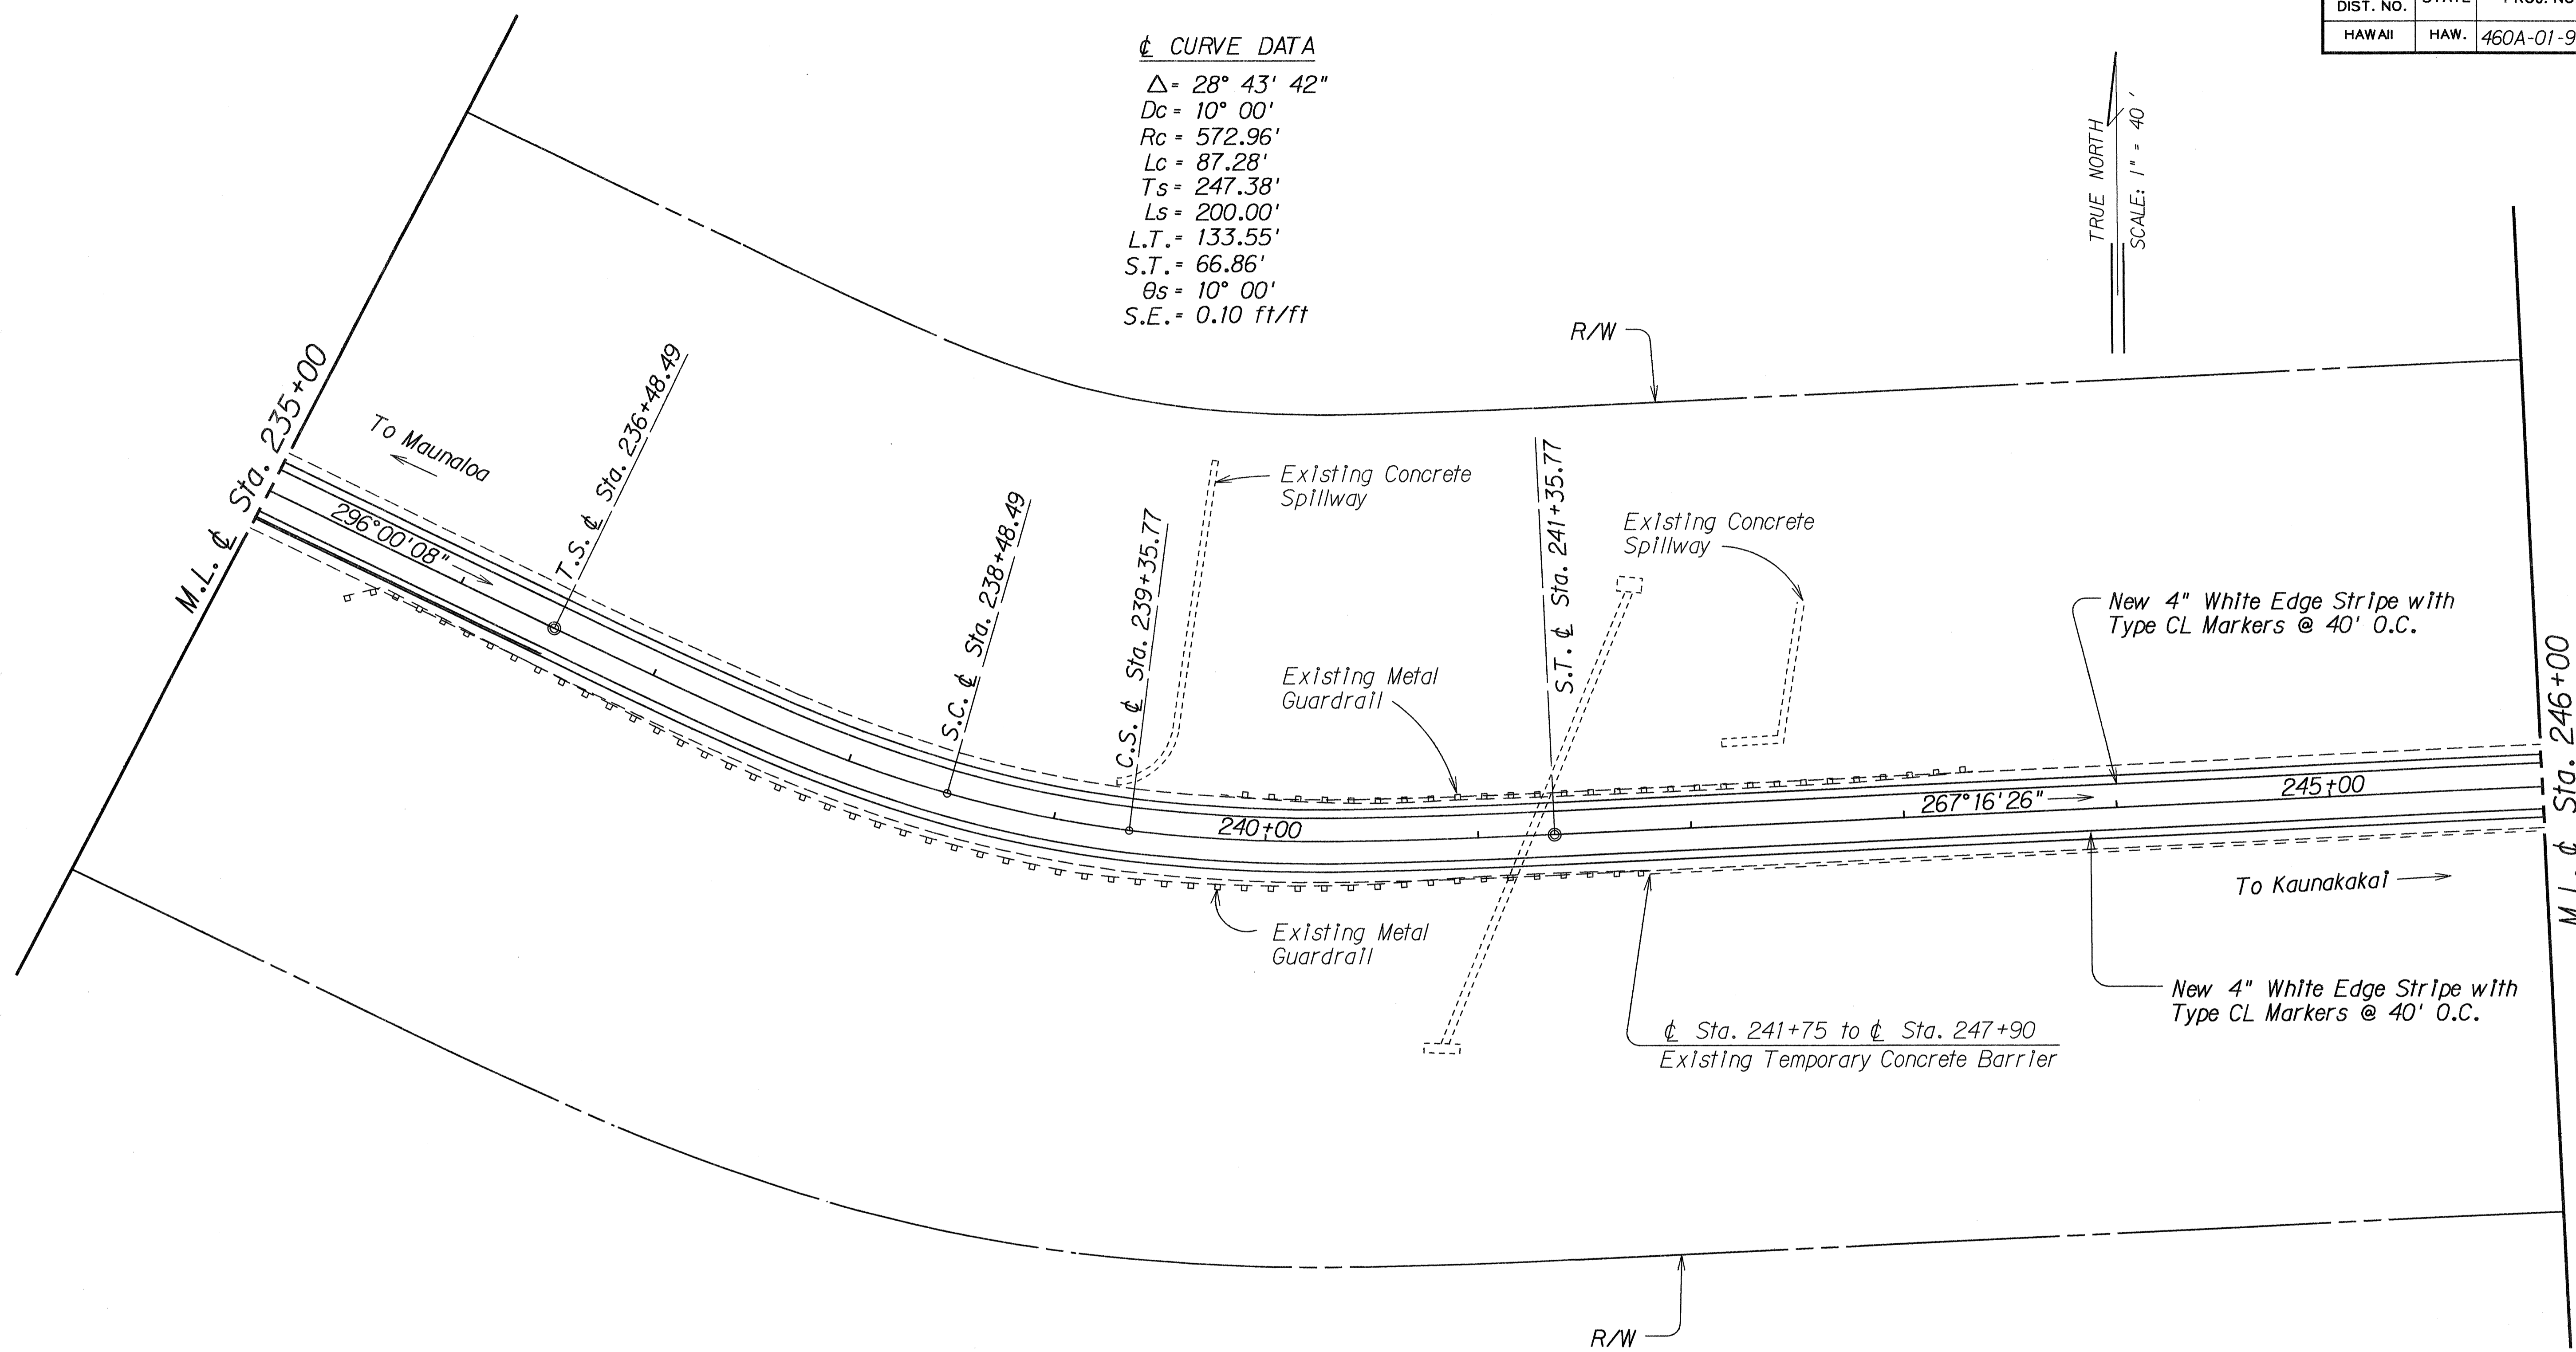 DIST. NO.
HAWAII HAW. 460A-01-9
℄ CURVE DATA
Δ= 28° 43' 42"
Dc = 10° 00'
Rc = 572.96'
Lc = 87.28'
Ts = 247.38'
Ls = 200.00'
L.T.= 133.55'
S.T.= 66.86'
θs = 10° 00'
S.E.= 0.10 ft/ft
TRUE NORTH
SCALE: 1" = 40'
R/W
M.L. ℄ Sta. 235+00
To Maunaloa
296°00'08"
T.S. ℄ Sta. 236+48.49
S.C. ℄ Sta. 238+48.49
C.S. ℄ Sta. 239+35.77
Existing Concrete
Spillway
S.T. ℄ Sta. 241+35.77
Existing Concrete
Spillway
Existing Metal
Guardrail
New 4" White Edge Stripe with
Type CL Markers @ 40' O.C.
240+00
267°16'26"
245+00
M.L. ℄ Sta. 246+00
To Kaunakakai
Existing Metal
Guardrail
New 4" White Edge Stripe with
Type CL Markers @ 40' O.C.
℄ Sta. 241+75 to ℄ Sta. 247+90
Existing Temporary Concrete Barrier
R/W